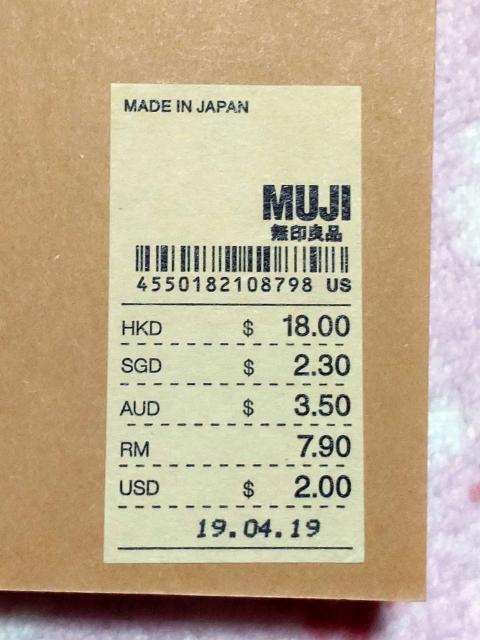 MADE IN JAPAN
MUJI
無印良品
4550182108798 US
HKD $ 18.00
SGD $ 2.30
AUD $ 3.50
RM 7.90
USD $ 2.00
19.04.19